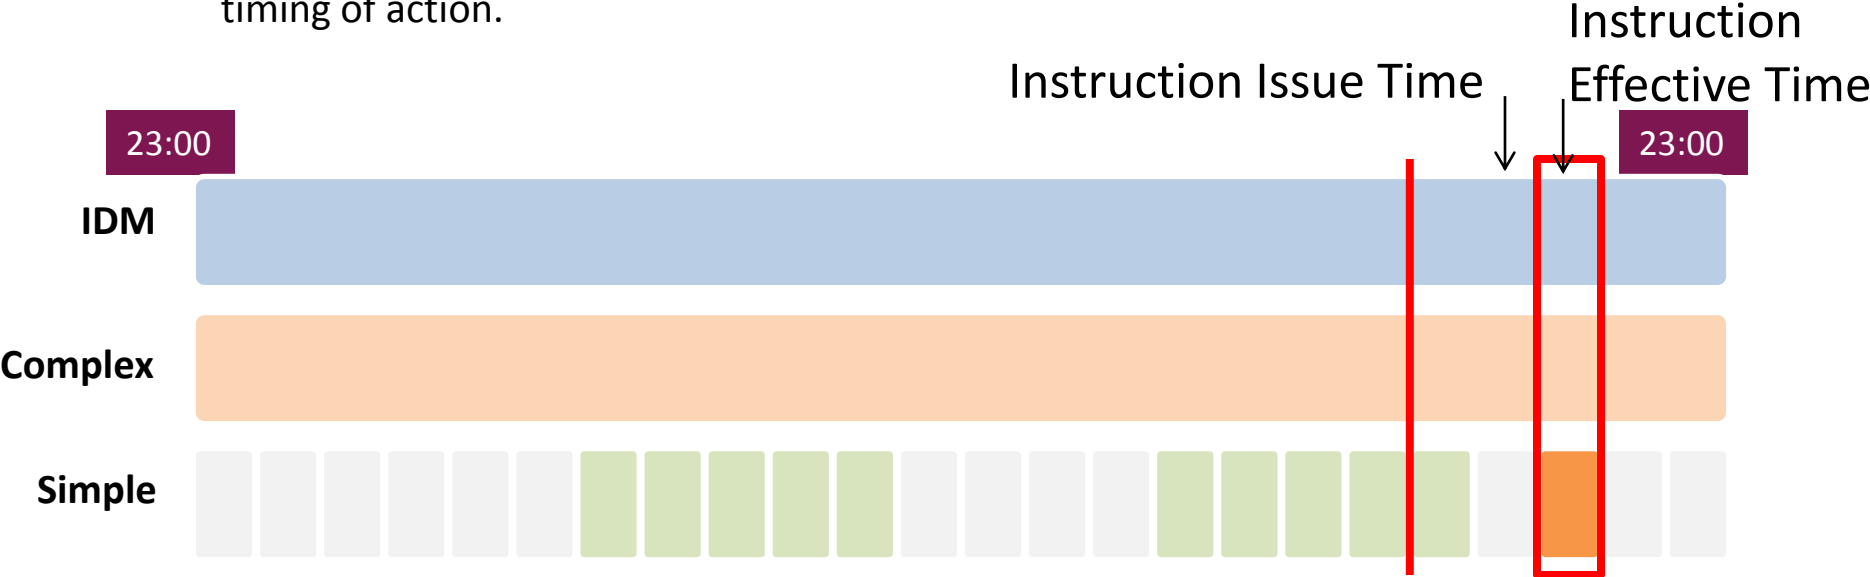 timing of action.
Instruction
Effective Time
Instruction Issue Time
23:00
23:00
IDM
Complex
Simple